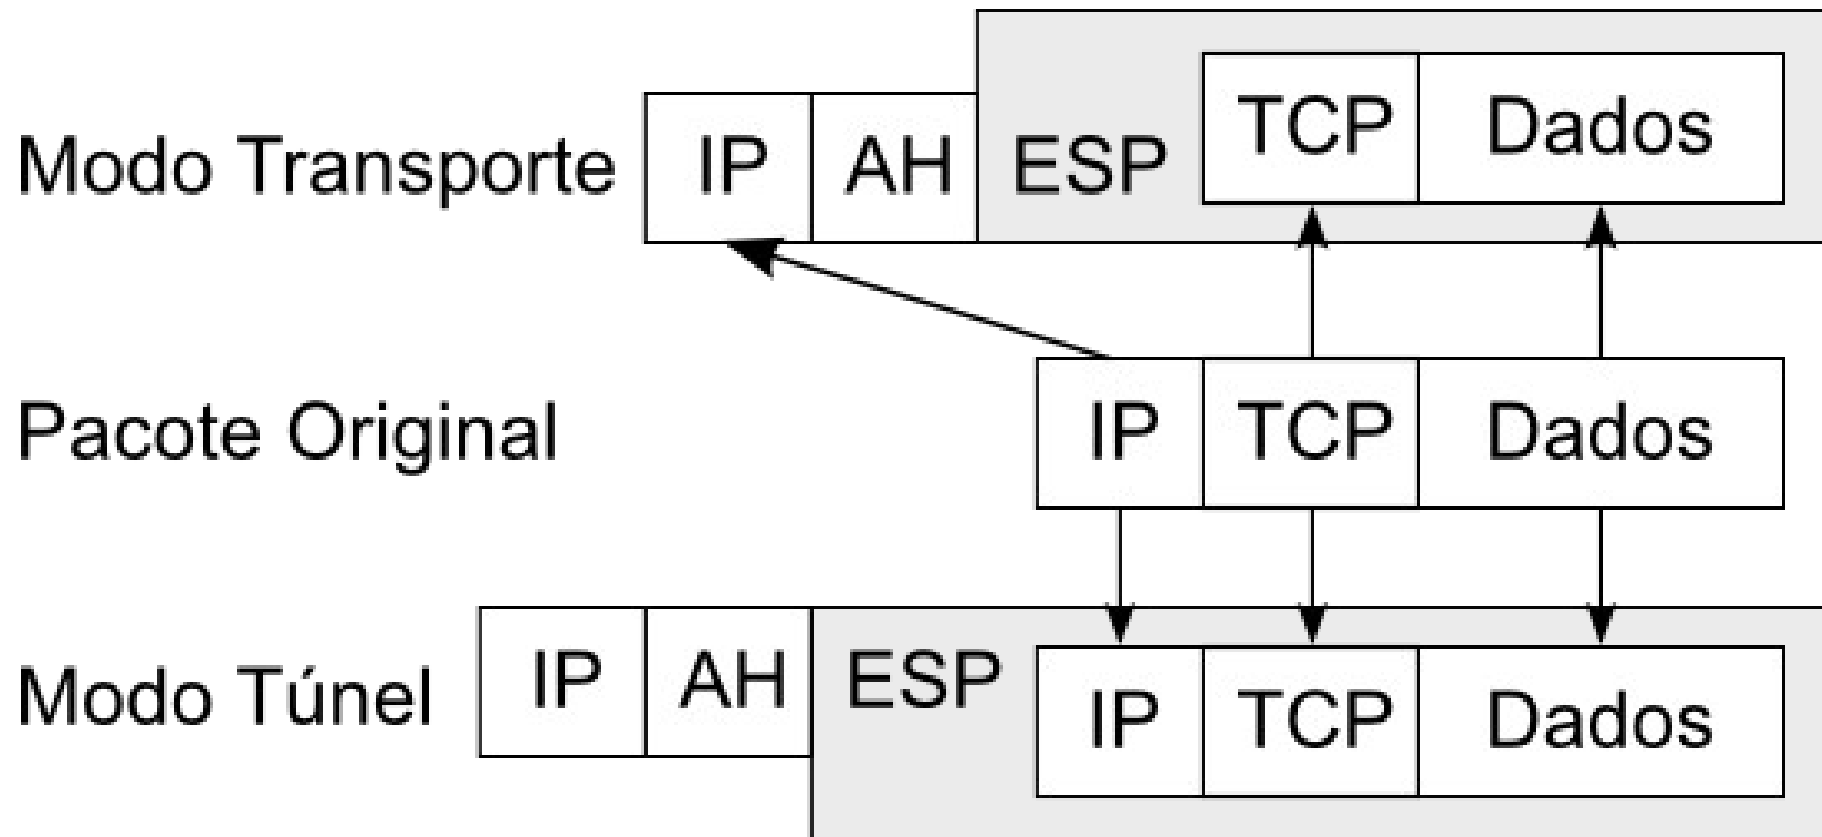 Modo Transporte IP AH ESP TCP Dados
Pacote Original IP TCP Dados
Modo Túnel IP AH ESP IP TCP Dados